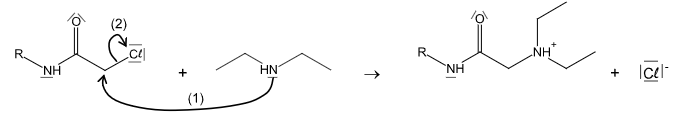 O
(2)
Cl
R
NH
+
HN
(1)
→
O
R
NH
NH+
+
Cl-